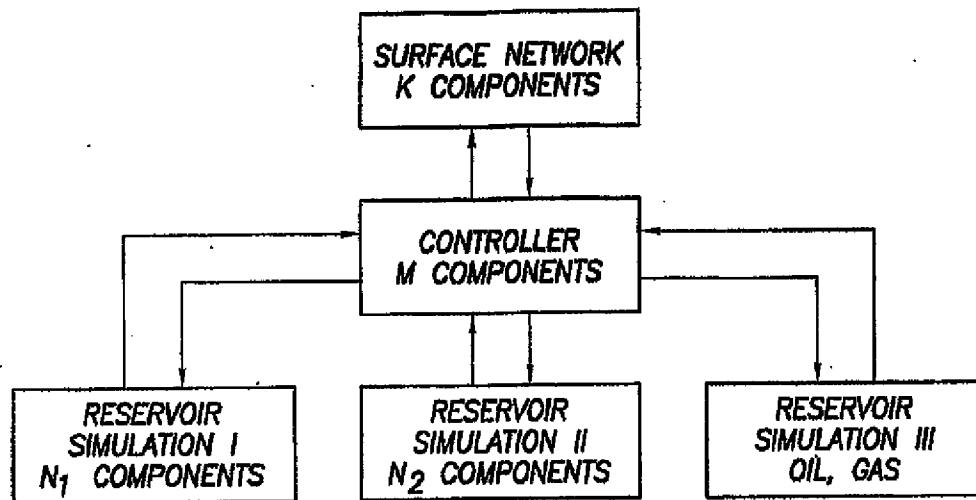 SURFACE NETWORK
K COMPONENTS
CONTROLLER
M COMPONENTS
RESERVOIR
SIMULATION I
N1 COMPONENTS
RESERVOIR
SIMULATION II
N2 COMPONENTS
RESERVOIR
SIMULATION III
OIL, GAS